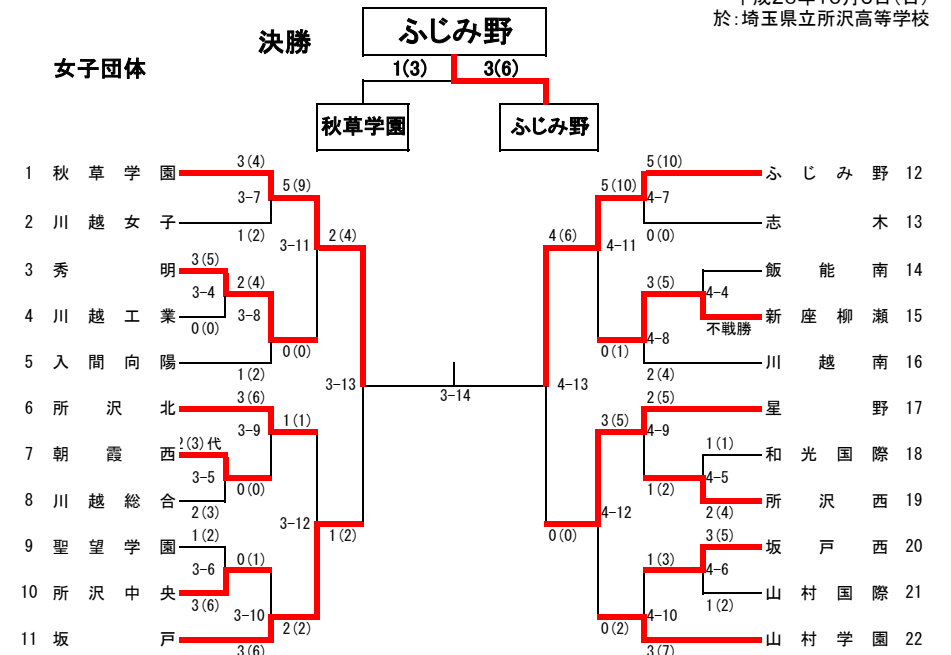 於:埼玉県立所沢高等学校
決勝
ふじみ野
女子団体
1(3) 3(6)
秋草学園 ふじみ野
1 秋草学園 3(4) 5(10) ふじみ野 12
3-7 5(9) 5(10) 4-7
2 川越女子 1(2) 0(0) 志木 13
3-11 2(4) 4(6) 4-11
3 秀明 3(5) 飯能南 14
3-4 2(4) 3(5) 4-4
4 川越工業 0(0) 3-8 不戦勝 新座柳瀬 15
0(0) 0(1) 4-8
5 入間向陽 1(2) 2(4) 川越南 16
3-13 3-14 4-13
6 所沢北 3(6) 2(5) 星野 17
3-9 1(1) 3(5) 4-9
7 朝霞西 2(3)代 1(1) 和光国際 18
3-5 0(0) 1(2) 4-5
8 川越総合 2(3) 2(4) 所沢西 19
3-12 1(2) 0(0) 4-12
9 聖望学園 1(2) 3(5) 坂戸西 20
3-6 0(1) 1(3) 4-6
10 所沢中央 3(6) 1(2) 山村国際 21
3-10 2(2) 0(2) 4-10
11 坂戸 3(6) 3(7) 山村学園 22